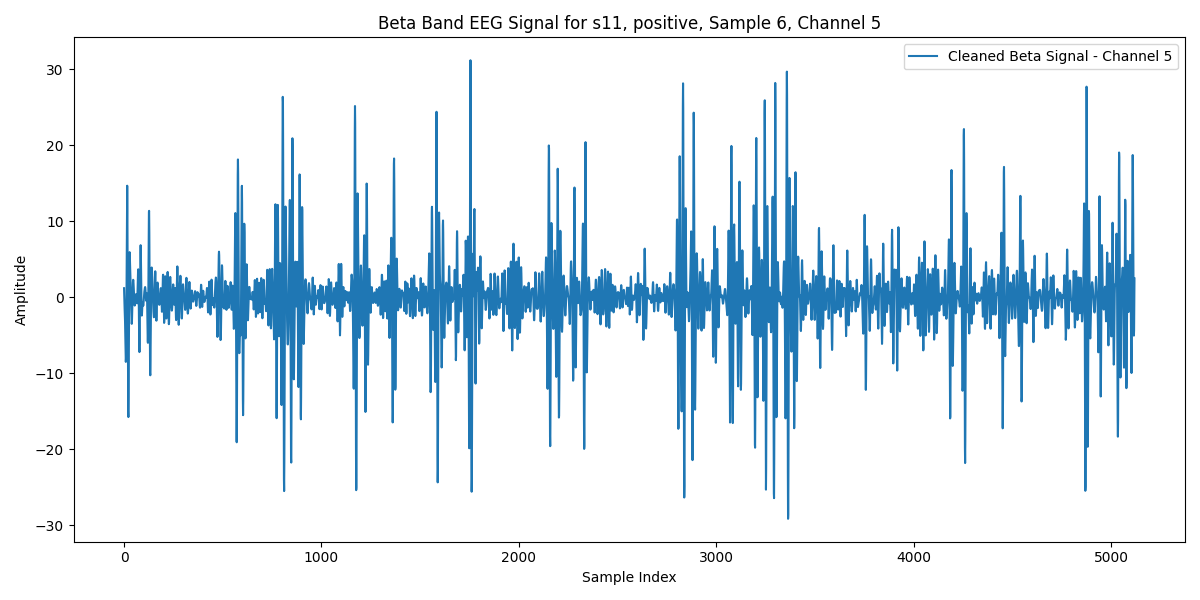 Beta Band EEG Signal for s11, positive, Sample 6, Channel 5
Cleaned Beta Signal - Channel 5
30
20
10
0
−10
−20
−30
Amplitude
0 1000 2000 3000 4000 5000
Sample Index